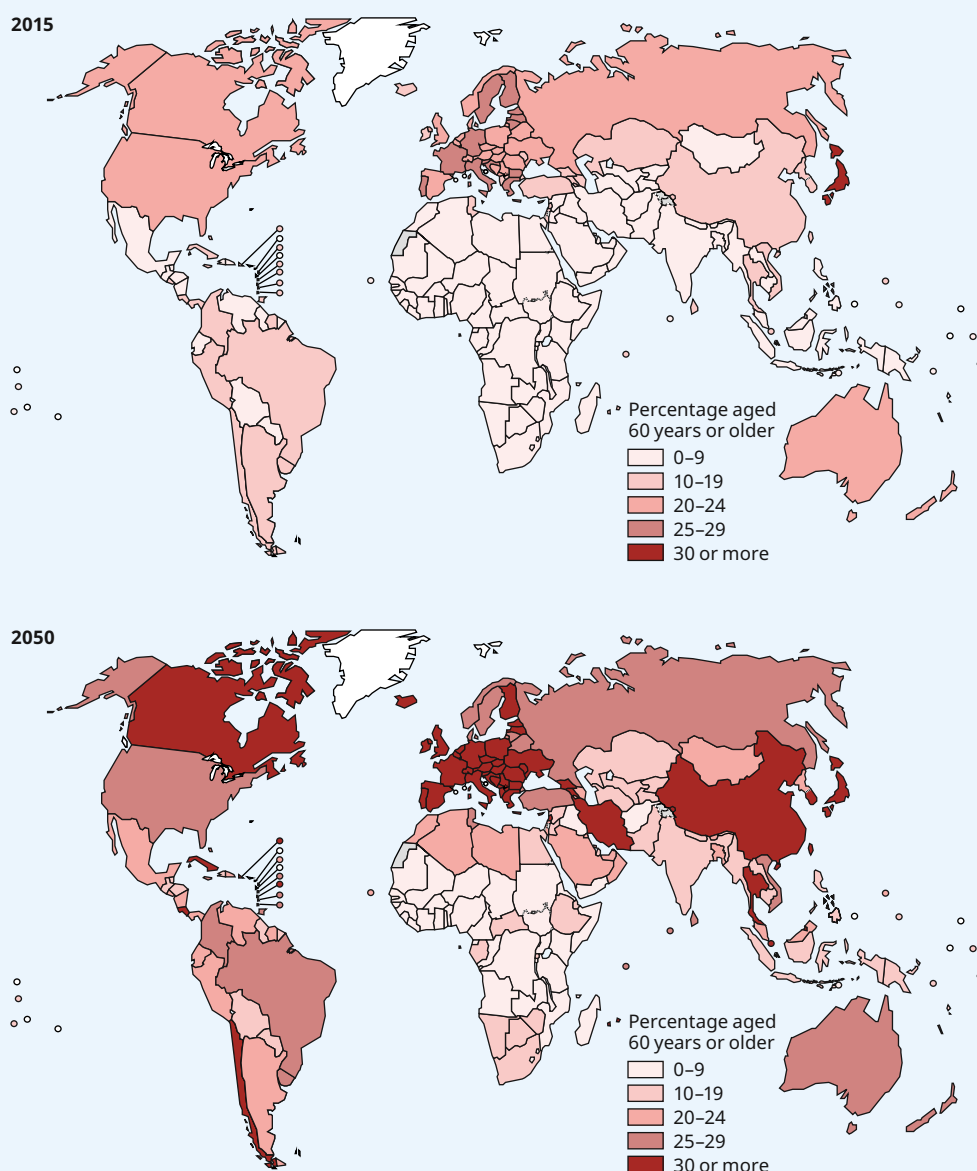 2015
Percentage aged
60 years or older
0–9
10–19
20–24
25–29
30 or more
2050
Percentage aged
60 years or older
0–9
10–19
20–24
25–29
30 or more